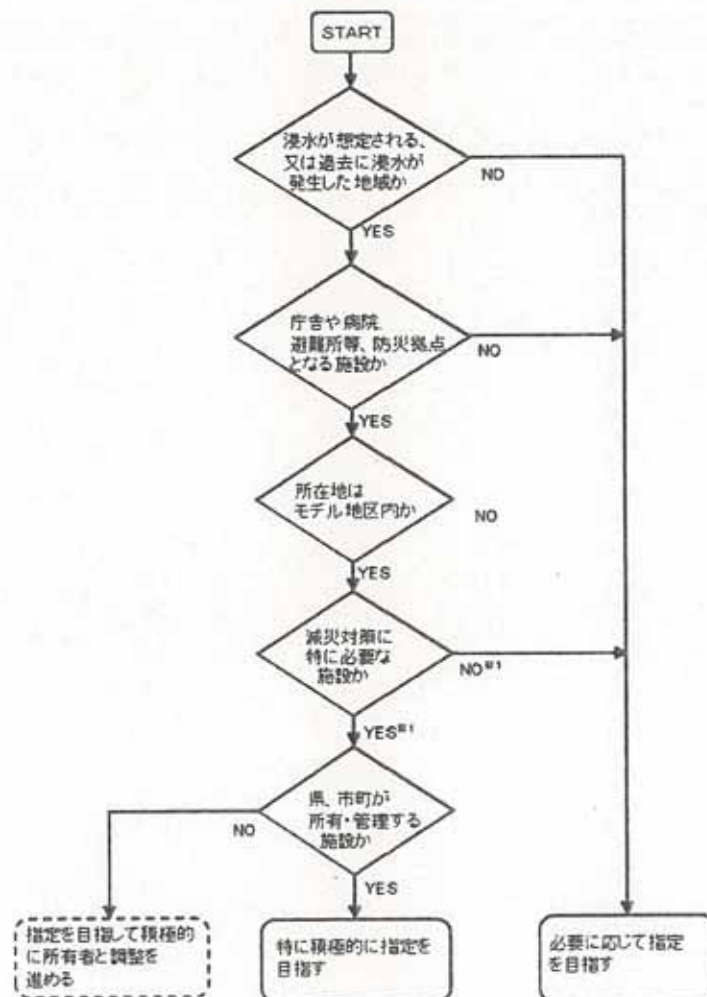 START
浸水が想定される、
又は過去に浸水が
発生した地域か
NO
YES
庁舎や病院、
避難所等、防災拠点
となる施設か
NO
YES
所在地は
モデル地区内か
NO
YES
減災対策に
特に必要な
施設か
NO※1
YES※1
県、市町が
所有・管理する
施設か
NO
YES
指定を目指して積極的
に所有者と調整を
進める
特に積極的に指定を
目指す
必要に応じて指定
を目指す